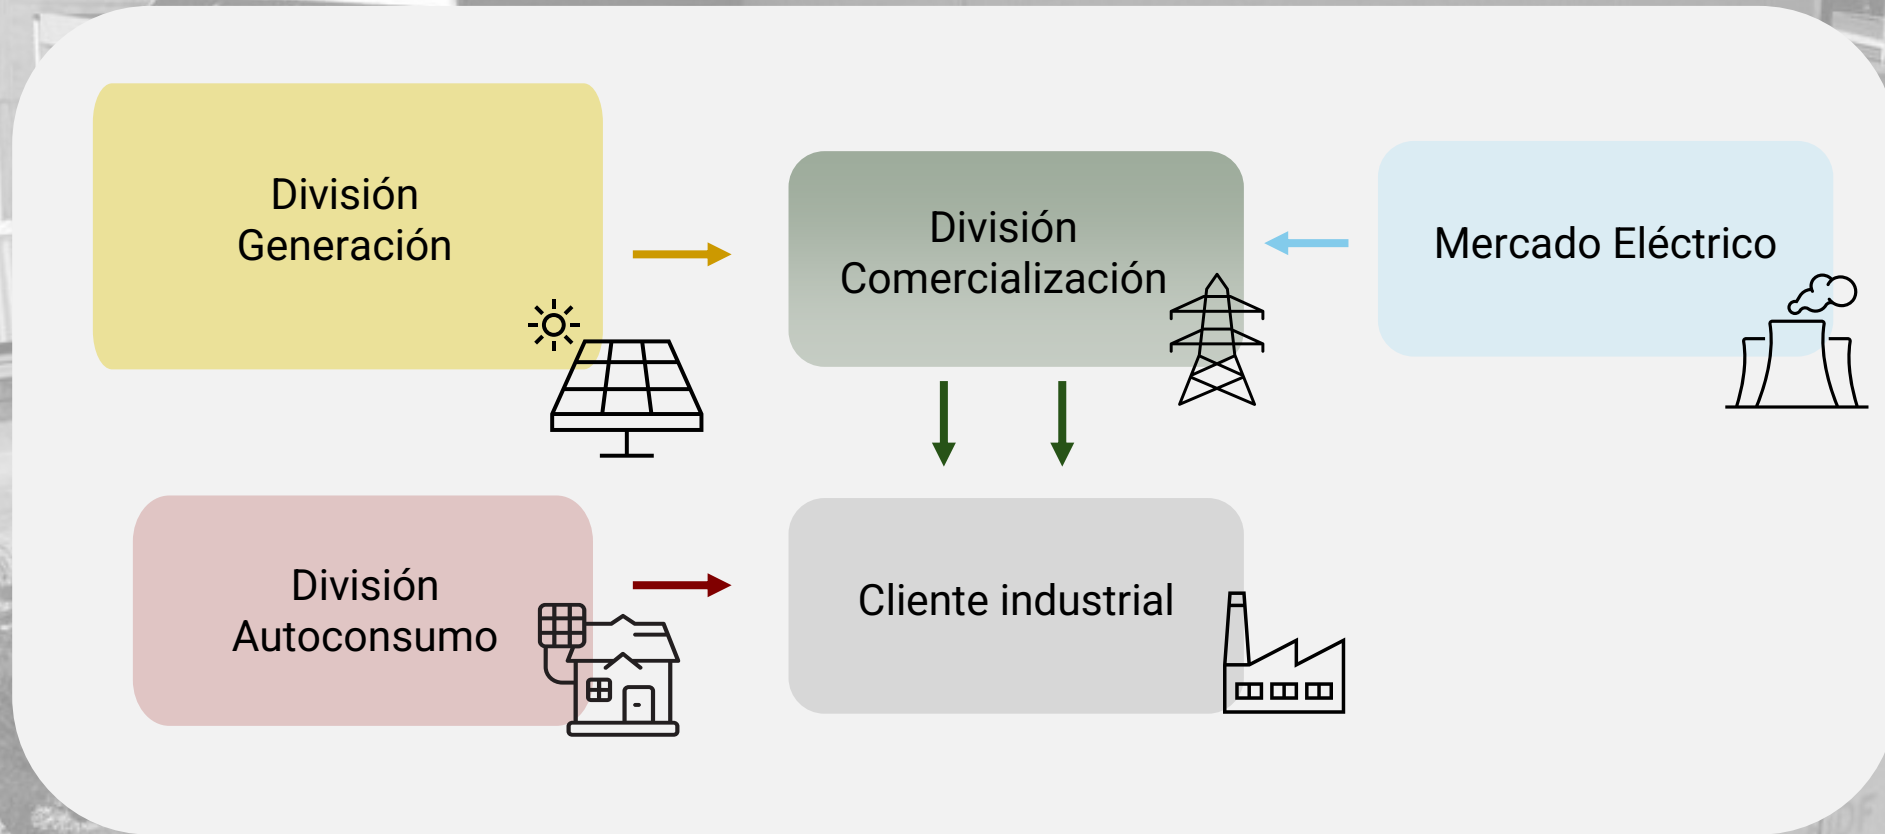 División
Generación
División
Comercialización
Mercado Eléctrico
División
Autoconsumo
Cliente industrial